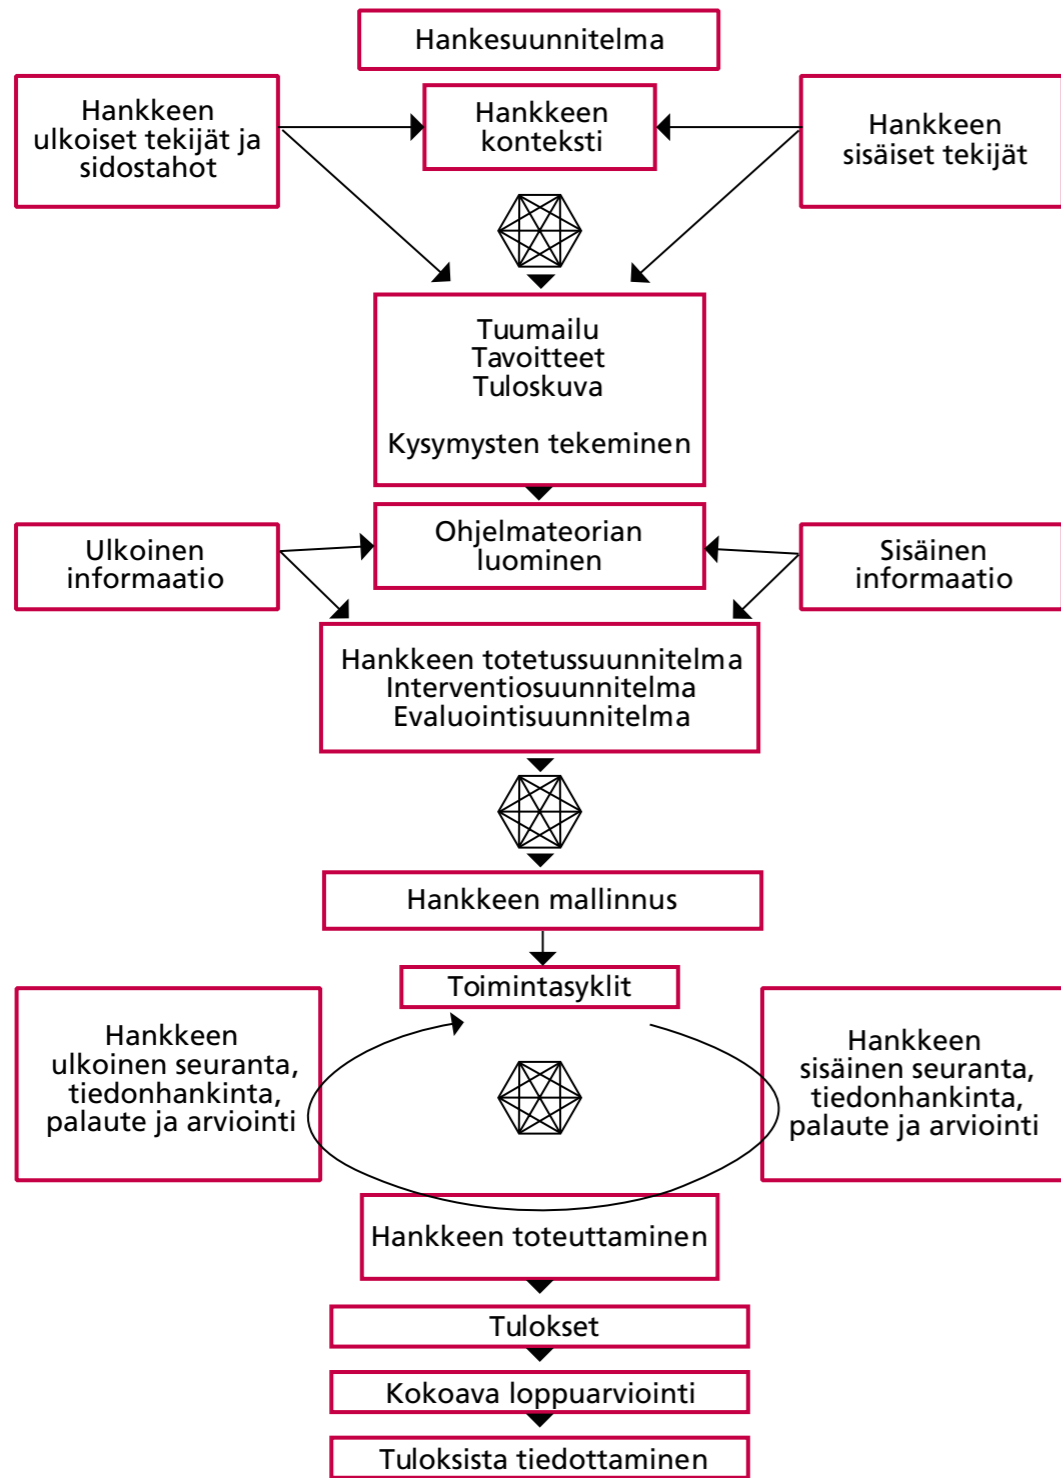 Hankesuunnitelma
Hankkeen
ulkoiset tekijät ja
sidostahot
Hankkeen
konteksti
Hankkeen
sisäiset tekijät
Tuumailu
Tavoitteet
Tuloskuva
Kysymysten tekeminen
Ulkoinen
informaatio
Ohjelmateorian
luominen
Sisäinen
informaatio
Hankkeen totetussuunnitelma
Interventiosuunnitelma
Evaluointisuunnitelma
Hankkeen mallinnus
Toimintasyklit
Hankkeen
ulkoinen seuranta,
tiedonhankinta,
palaute ja arviointi
Hankkeen
sisäinen seuranta,
tiedonhankinta,
palaute ja arviointi
Hankkeen toteuttaminen
Tulokset
Kokoava loppuarviointi
Tuloksista tiedottaminen